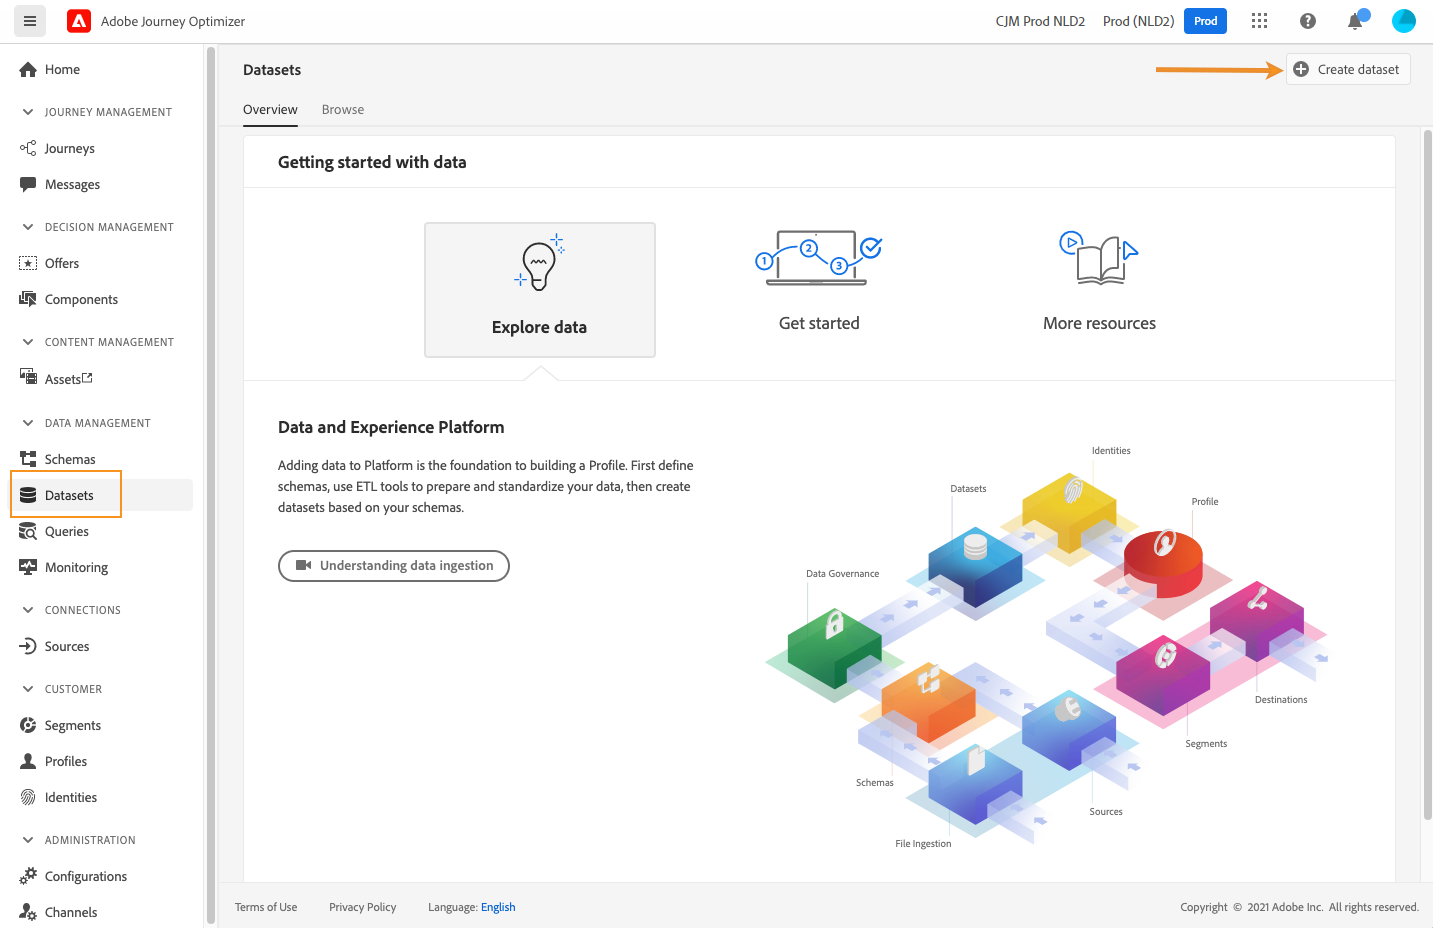 Adobe Journey Optimizer
CJM Prod NLD2
Prod (NLD2)
Prod
Home
JOURNEY MANAGEMENT
Journeys
Messages
DECISION MANAGEMENT
Offers
Components
CONTENT MANAGEMENT
Assets
DATA MANAGEMENT
Schemas
Datasets
Queries
Monitoring
CONNECTIONS
Sources
CUSTOMER
Segments
Profiles
Identities
ADMINISTRATION
Configurations
Channels
Datasets
Create dataset
Overview
Browse
Getting started with data
Explore data
1
2
3
Get started
More resources
Data and Experience Platform
Adding data to Platform is the foundation to building a Profile. First define
schemas, use ETL tools to prepare and standardize your data, then create
datasets based on your schemas.
Understanding data ingestion
Identities
Datasets
Profile
Data Governance
Destinations
Segments
Schemas
Sources
File Ingestion
Terms of Use
Privacy Policy
Language: English
Copyright © 2021 Adobe Inc. All rights reserved.